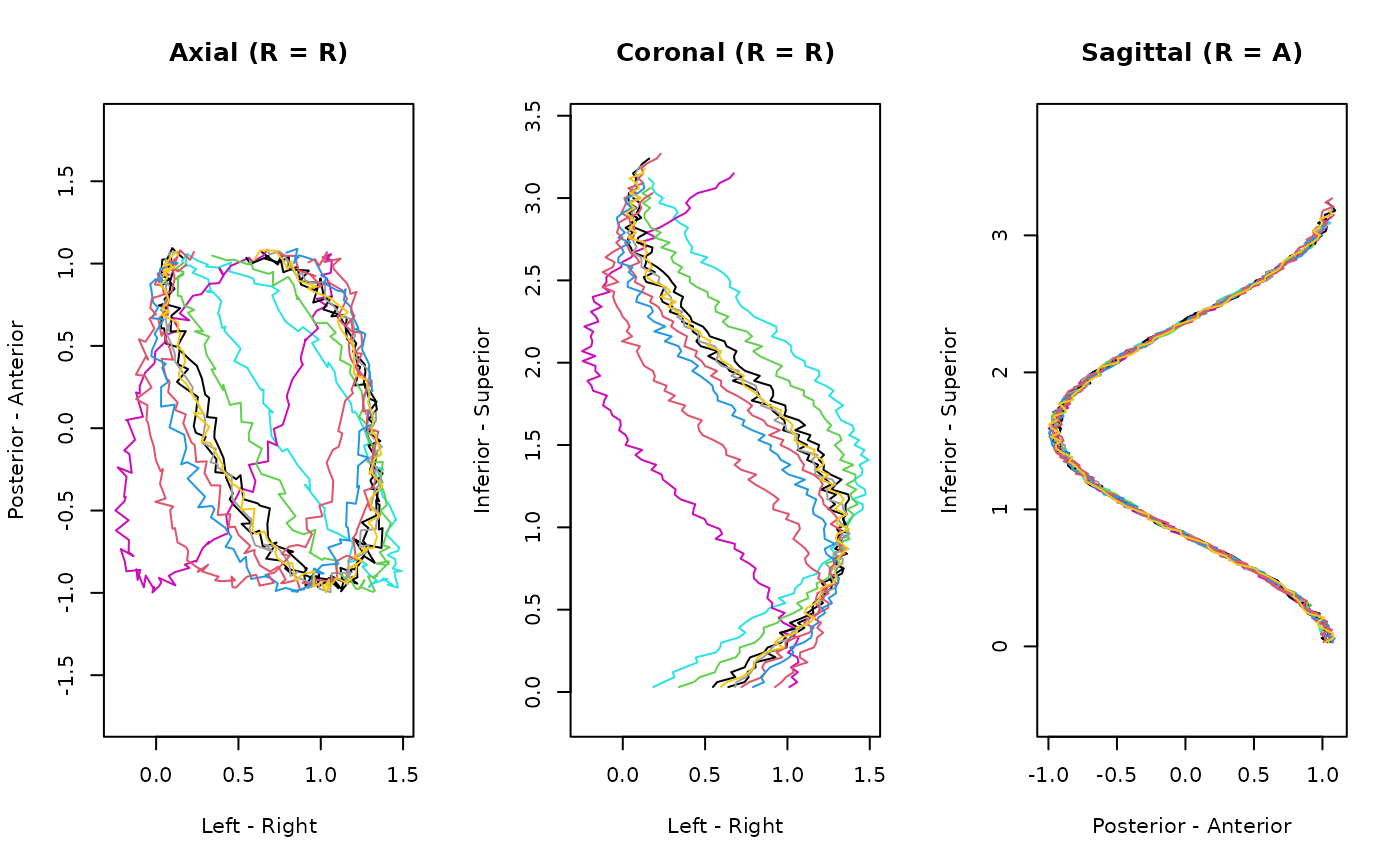 Axial (R = R)
Posterior - Anterior
1.5
1.0
0.5
0.0
-0.5
-1.0
-1.5
0.0 0.5 1.0 1.5
Left - Right
Coronal (R = R)
Inferior - Superior
3.5
3.0
2.5
2.0
1.5
1.0
0.5
0.0
0.0 0.5 1.0 1.5
Left - Right
Sagittal (R = A)
Inferior - Superior
3
2
1
0
-1.0 -0.5 0.0 0.5 1.0
Posterior - Anterior